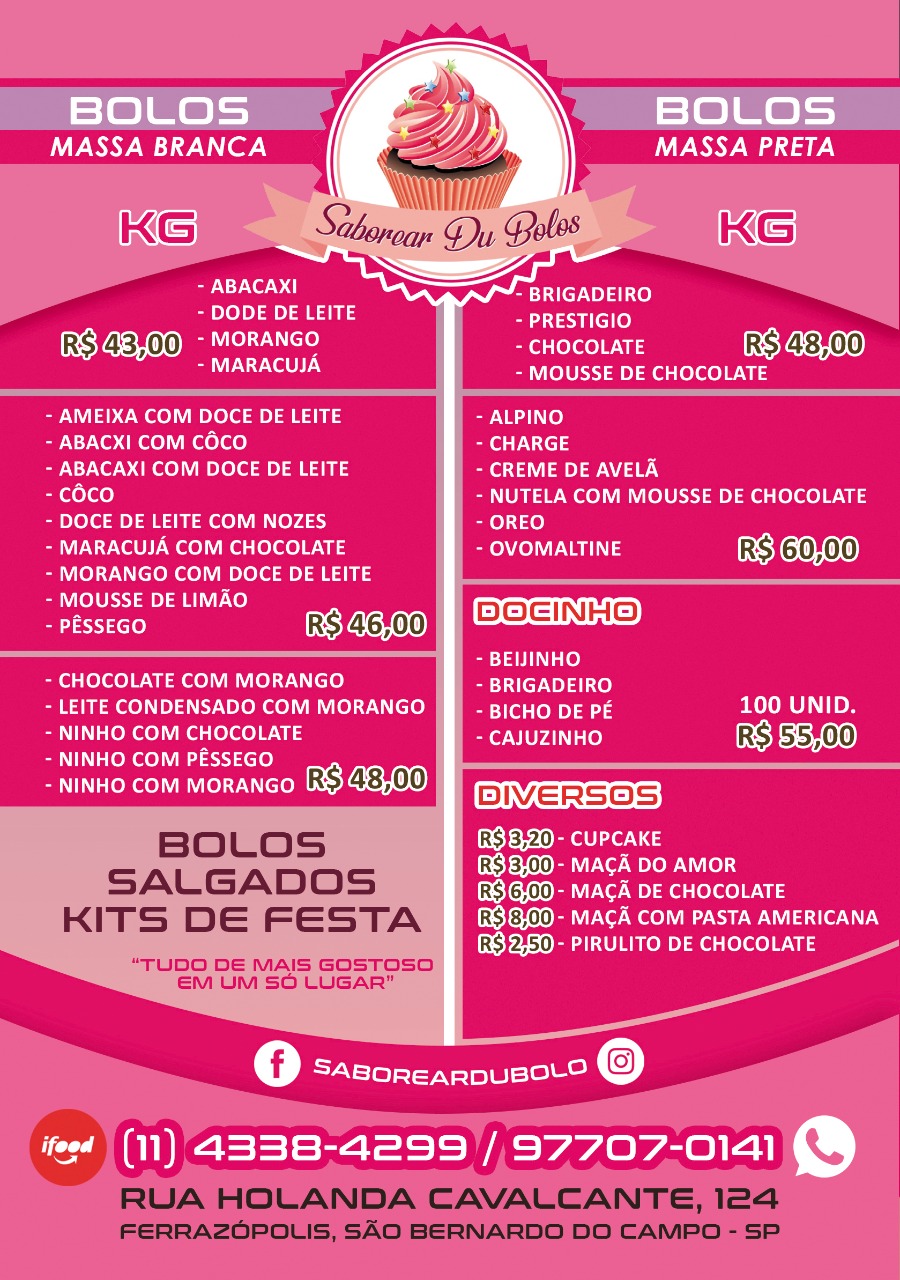 BOLOS
MASSA BRANCA
KG
Saborear Du Bolos
BOLOS
MASSA PRETA
KG
- ABACAXI
- DODE DE LEITE
- MORANGO
- MARACUJÁ
R$ 43,00
- AMEIXA COM DOCE DE LEITE
- ABACXI COM CÔCO
- ABACAXI COM DOCE DE LEITE
- CÔCO
- DOCE DE LEITE COM NOZES
- MARACUJÁ COM CHOCOLATE
- MORANGO COM DOCE DE LEITE
- MOUSSE DE LIMÃO
- PÊSSEGO
R$ 46,00
- CHOCOLATE COM MORANGO
- LEITE CONDENSADO COM MORANGO
- NINHO COM CHOCOLATE
- NINHO COM PÊSSEGO
- NINHO COM MORANGO
R$ 48,00
BOLOS
SALGADOS
KITS DE FESTA
“TUDO DE MAIS GOSTOSO
EM UM SÓ LUGAR”
- BRIGADEIRO
- PRESTIGIO
- CHOCOLATE
- MOUSSE DE CHOCOLATE
R$ 48,00
- ALPINO
- CHARGE
- CREME DE AVELÃ
- NUTELA COM MOUSSE DE CHOCOLATE
- OREO
- OVOMALTINE
R$ 60,00
DOCINHO
- BEIJINHO
- BRIGADEIRO
- BICHO DE PÉ
- CAJUZINHO
100 UNID.
R$ 55,00
DIVERSOS
R$ 3,20 - CUPCAKE
R$ 3,00 - MAÇÃ DO AMOR
R$ 6,00 - MAÇÃ DE CHOCOLATE
R$ 8,00 - MAÇÃ COM PASTA AMERICANA
R$ 2,50 - PIRULITO DE CHOCOLATE
f SABOREARDUBOLO
ifood (11) 4338-4299 / 97707-0141
RUA HOLANDA CAVALCANTE, 124
FERRAZÓPOLIS, SÃO BERNARDO DO CAMPO - SP